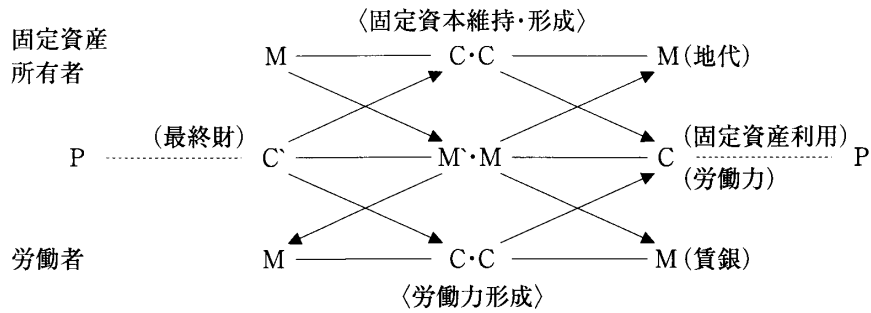 〈固定資本維持・形成〉
固定資産
所有者
M C・C M(地代)
P (最終財) C` M`・M C (固定資産利用) P
(労働力)
労働者 M C・C M(賃銀)
〈労働力形成〉